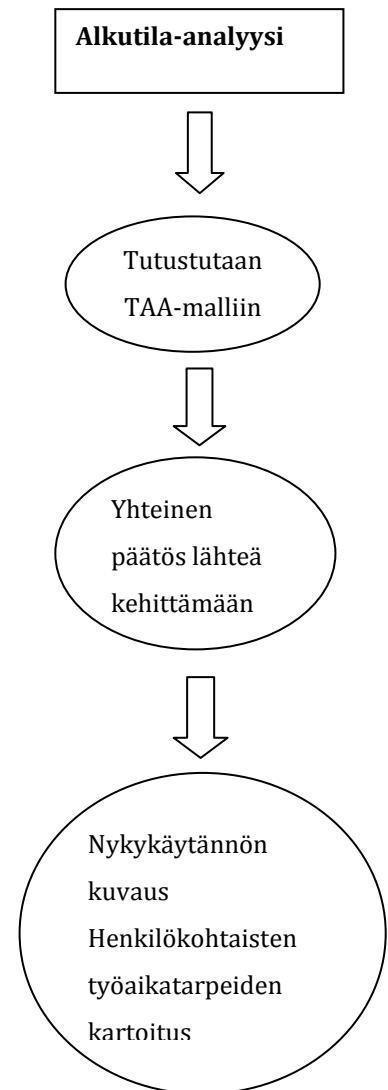 Alkutila-analyysi
Tutustutaan
TAA-malliin
Yhteinen
päätös lähteä
kehittämään
Nykykäytännön
kuvaus
Henkilökohtaisten
työaikatarpeiden
kartoitus